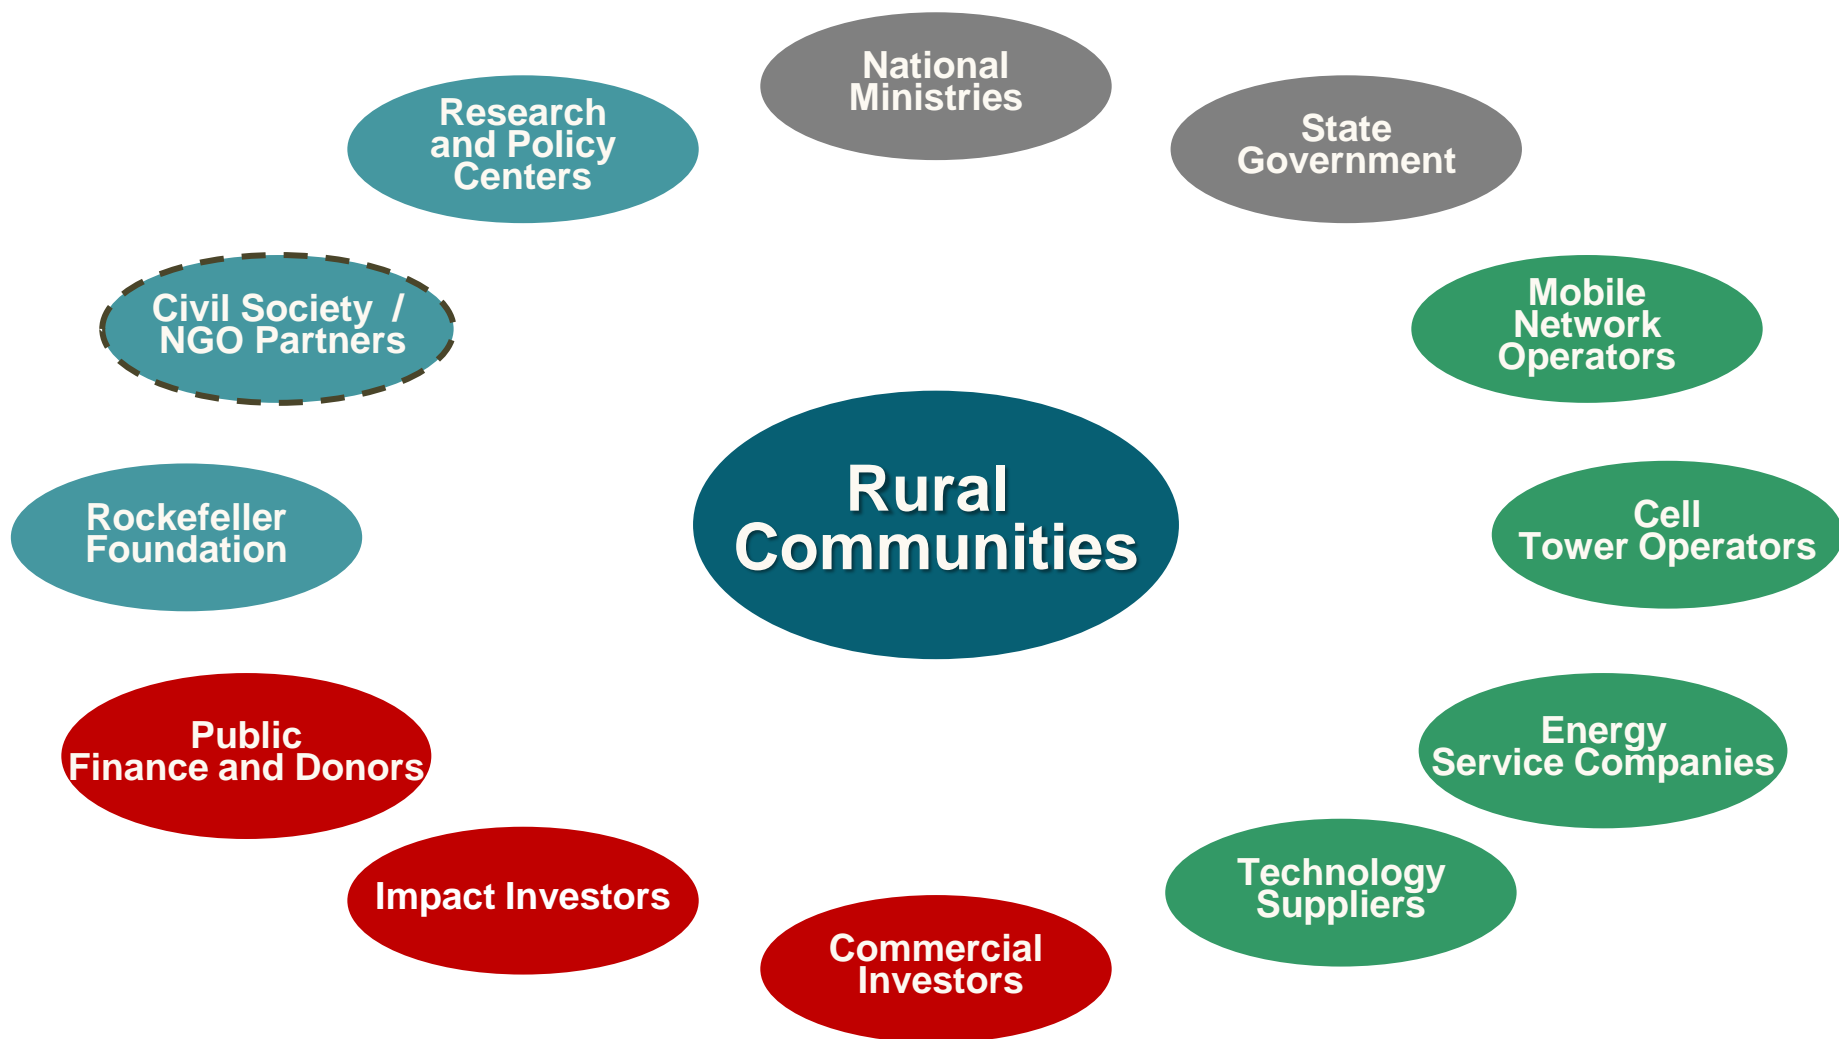 National
Ministries
Research
and Policy
Centers
State
Government
Civil Society /
NGO Partners
Mobile
Network
Operators
Rural
Communities
Rockefeller
Foundation
Cell
Tower Operators
Public
Finance and Donors
Energy
Service Companies
Impact Investors
Technology
Suppliers
Commercial
Investors